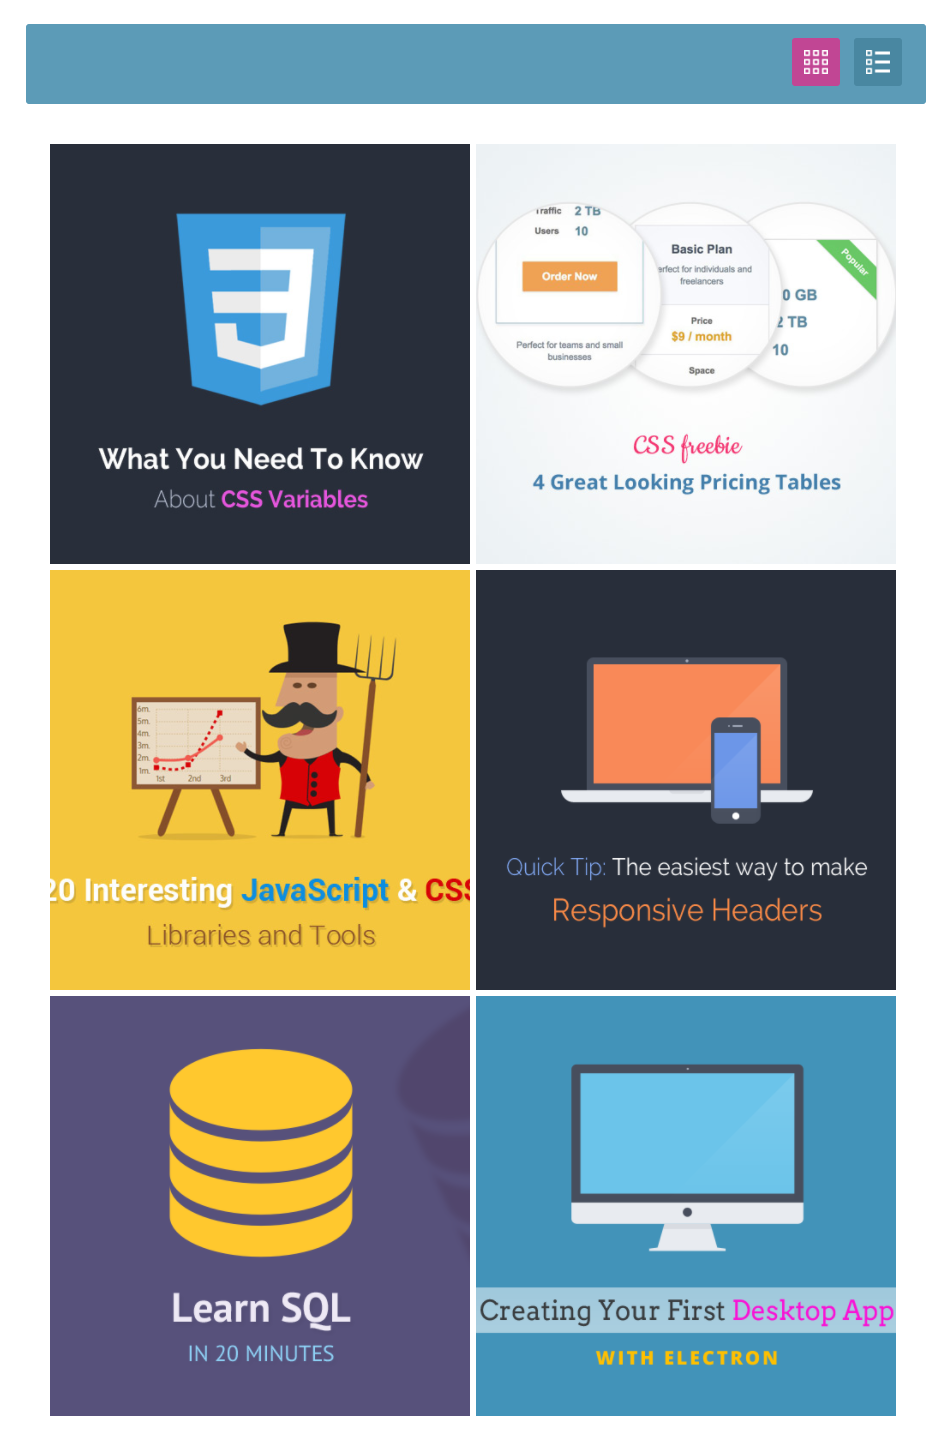 What You Need To Know
About CSS Variables
Traffic 2 TB
Users 10
Order Now
Perfect for teams and small
businesses
Basic Plan
erfect for individuals and
freelancers
Price
$9 / month
Space
Popular
0 GB
2 TB
10
CSS freebie
4 Great Looking Pricing Tables
6m.
5m.
4m.
3m.
2m.
1m.
1st 2nd 3rd
20 Interesting JavaScript & CSS
Libraries and Tools
Quick Tip: The easiest way to make
Responsive Headers
Learn SQL
IN 20 MINUTES
Creating Your First Desktop App
WITH ELECTRON